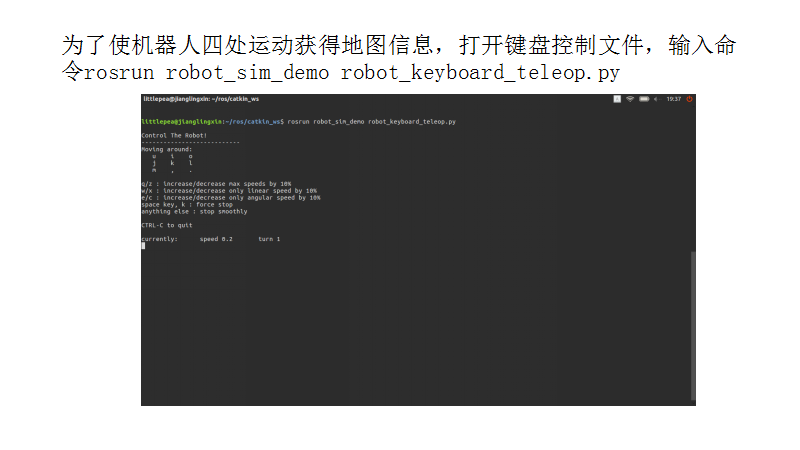 为了使机器人四处运动获得地图信息，打开键盘控制文件，输入命
令rosrun robot_sim_demo robot_keyboard_teleop.py
littlepea@jianglingxin: ~/ros/catkin_ws
19:37
littlepea@jianglingxin:~/ros/catkin_ws$ rosrun robot_sim_demo robot_keyboard_teleop.py
Control The Robot!
---------------------------
Moving around:
u i o
j k l
m , .
q/z : increase/decrease max speeds by 10%
w/x : increase/decrease only linear speed by 10%
e/c : increase/decrease only angular speed by 10%
space key, k : force stop
anything else : stop smoothly
CTRL-C to quit
currently: speed 0.2 turn 1